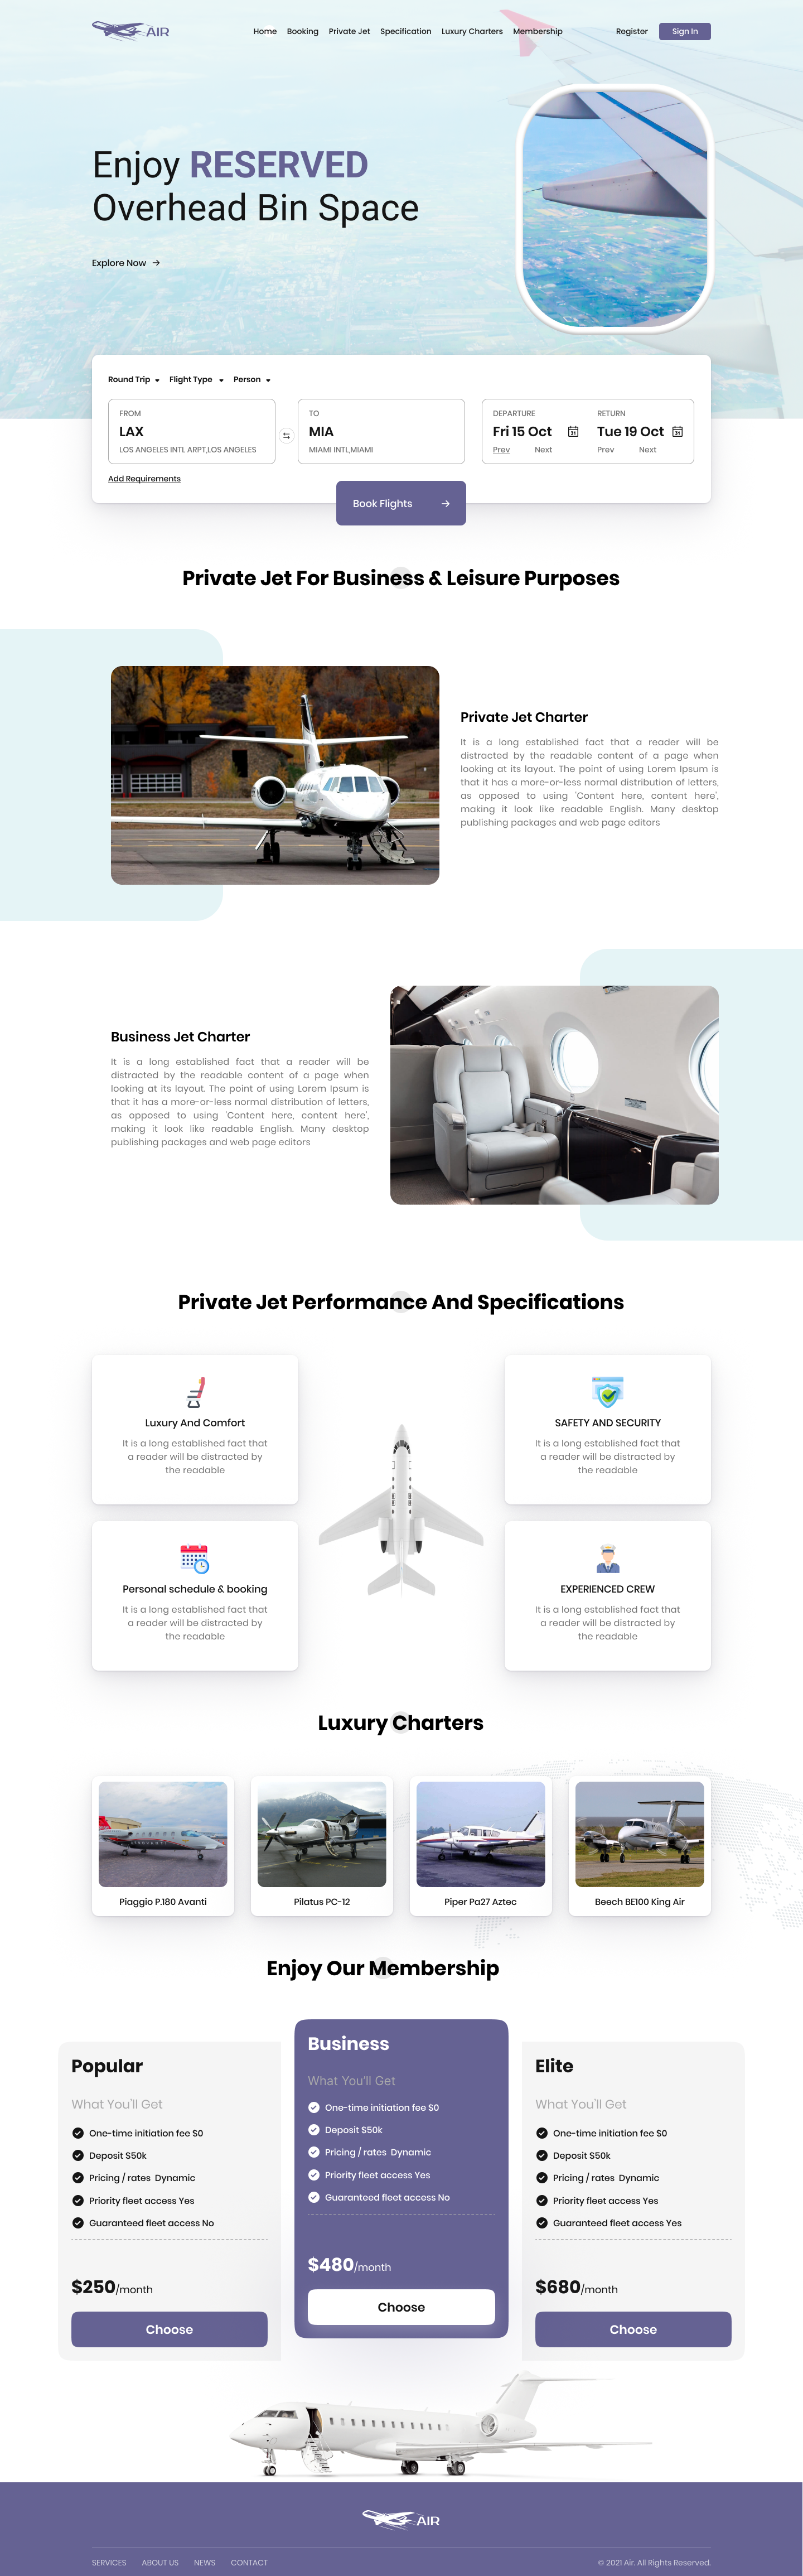 AIR
Home Booking Private Jet Specification Luxury Charters Membership Register Sign In
Enjoy RESERVED
Overhead Bin Space
Explore Now
Round Trip Flight Type Person
FROM
LAX
LOS ANGELES INTL ARPT,LOS ANGELES
TO
MIA
MIAMI INTL,MIAMI
DEPARTURE RETURN
Fri 15 Oct 31 Tue 19 Oct 31
Prev Next Prev Next
Add Requirements
Book Flights
Private Jet For Business & Leisure Purposes
Private Jet Charter
It is a long established fact that a reader will be
distracted by the readable content of a page when
looking at its layout. The point of using Lorem Ipsum is
that it has a more-or-less normal distribution of letters,
as opposed to using 'Content here, content here',
making it look like readable English. Many desktop
publishing packages and web page editors
Business Jet Charter
It is a long established fact that a reader will be
distracted by the readable content of a page when
looking at its layout. The point of using Lorem Ipsum is
that it has a more-or-less normal distribution of letters,
as opposed to using 'Content here, content here',
making it look like readable English. Many desktop
publishing packages and web page editors
Private Jet Performance And Specifications
Luxury And Comfort
It is a long established fact that
a reader will be distracted by
the readable
SAFETY AND SECURITY
It is a long established fact that
a reader will be distracted by
the readable
Personal schedule & booking
It is a long established fact that
a reader will be distracted by
the readable
EXPERIENCED CREW
It is a long established fact that
a reader will be distracted by
the readable
Luxury Charters
Piaggio P.180 Avanti
Pilatus PC-12
Piper Pa27 Aztec
Beech BE100 King Air
Enjoy Our Membership
Popular
What You'll Get
One-time initiation fee $0
Deposit $50k
Pricing / rates Dynamic
Priority fleet access Yes
Guaranteed fleet access No
$250/month
Choose
Business
What You'll Get
One-time initiation fee $0
Deposit $50k
Pricing / rates Dynamic
Priority fleet access Yes
Guaranteed fleet access No
$480/month
Choose
Elite
What You'll Get
One-time initiation fee $0
Deposit $50k
Pricing / rates Dynamic
Priority fleet access Yes
Guaranteed fleet access Yes
$680/month
Choose
AIR
SERVICES ABOUT US NEWS CONTACT
© 2021 Air. All Rights Reserved.